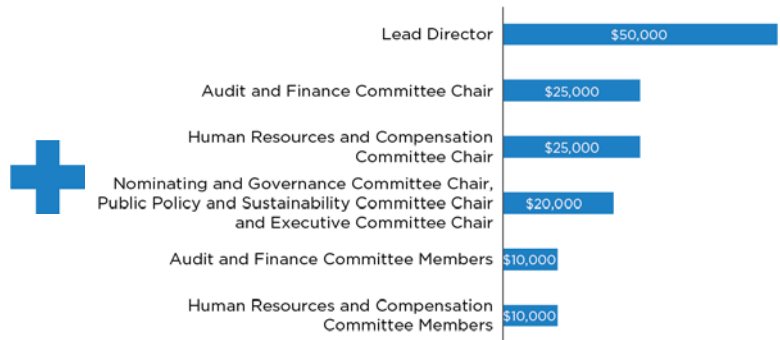 Lead Director
$50,000
Audit and Finance Committee Chair
$25,000
Human Resources and Compensation
Committee Chair
$25,000
Nominating and Governance Committee Chair,
Public Policy and Sustainability Committee Chair
and Executive Committee Chair
$20,000
Audit and Finance Committee Members
$10,000
Human Resources and Compensation
Committee Members
$10,000